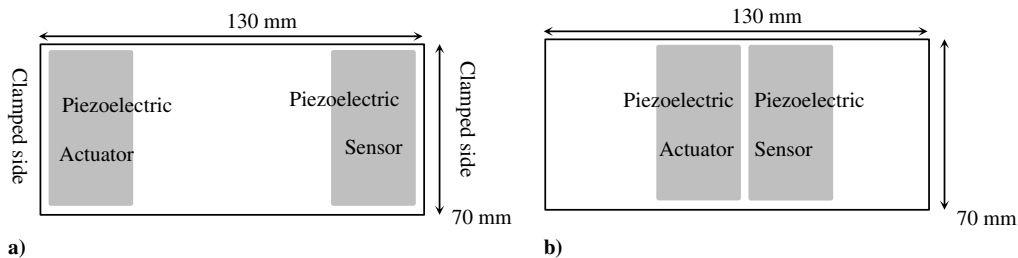 130 mm
Clamped side
Piezoelectric
Actuator
Piezoelectric
Sensor
Clamped side
70 mm
a)
130 mm
Piezoelectric
Actuator
Piezoelectric
Sensor
70 mm
b)